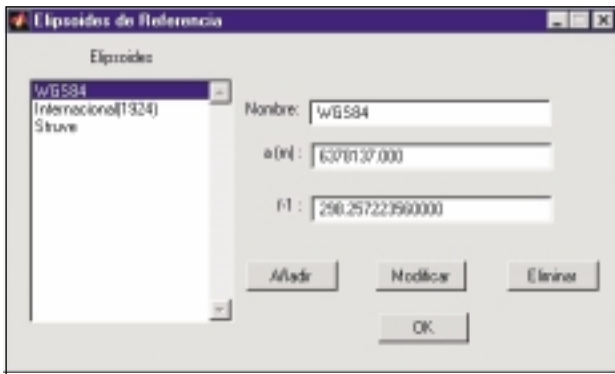 Elipsoides de Referencia
Elipsoides
WGS84
Internacional(1924)
Struve
Nombre: WGS84
a (m) : 6378137.000
f-1 : 298.257223560000
Añadir
Modificar
Eliminar
OK